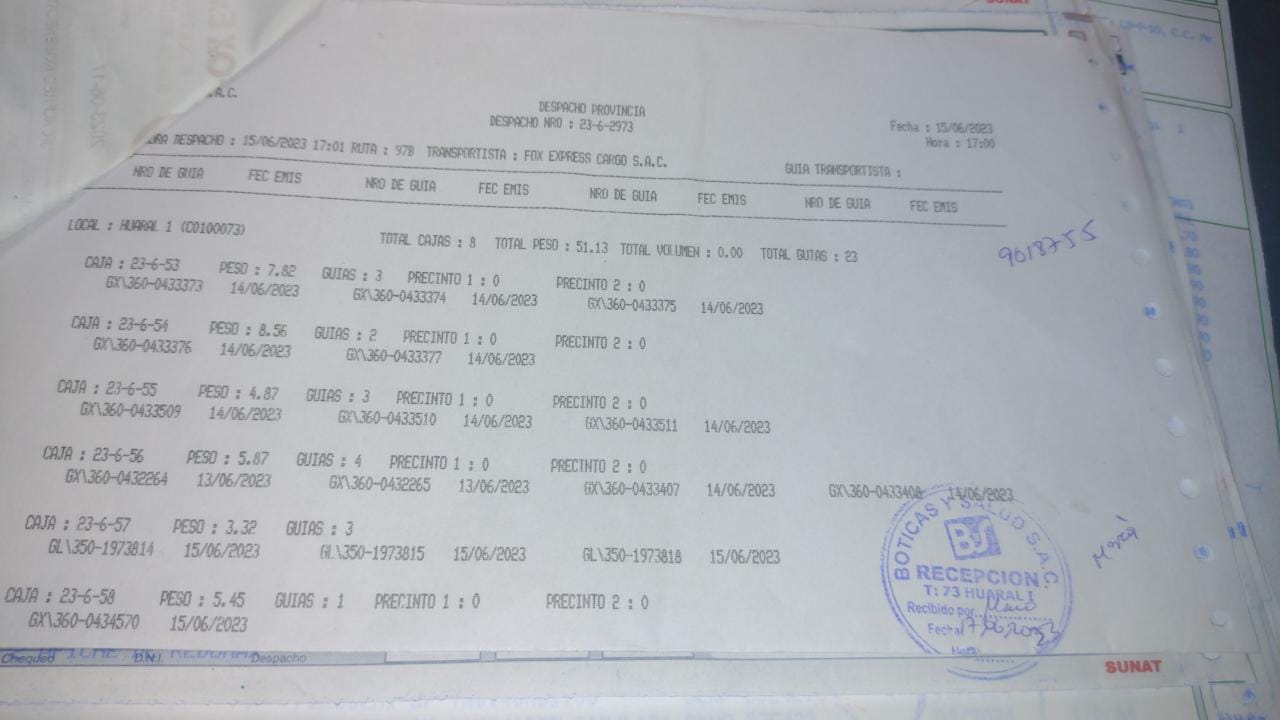 SUNAT
.A.C.
2023-06-17
DESPACHO PROVINCIA
DESPACHO NRO : 23-6-2973
Fecha : 15/06/2023
Hora : 17:00
DESPACHO : 15/06/2023 17:01 RUTA : 97B TRANSPORTISTA : FOX EXPRESS CARGO S.A.C. GUIA TRANSPORTISTA :
NRO DE GUIA FEC EMIS NRO DE GUIA FEC EMIS NRO DE GUIA FEC EMIS NRO DE GUIA FEC EMIS
LOCAL : HUARAL 1 (C0100073) TOTAL CAJAS : 8 TOTAL PESO : 51.13 TOTAL VOLUMEN : 0.00 TOTAL GUIAS : 23
9018755
CAJA : 23-6-53 PESO : 7.82 GUIAS : 3 PRECINTO 1 : 0 PRECINTO 2 : 0
GX\360-0433373 14/06/2023 GX\360-0433374 14/06/2023 GX\360-0433375 14/06/2023
CAJA : 23-6-54 PESO : 8.56 GUIAS : 2 PRECINTO 1 : 0 PRECINTO 2 : 0
GX\360-0433376 14/06/2023 GX\360-0433377 14/06/2023
CAJA : 23-6-55 PESO : 4.87 GUIAS : 3 PRECINTO 1 : 0 PRECINTO 2 : 0
GX\360-0433509 14/06/2023 GX\360-0433510 14/06/2023 GX\360-0433511 14/06/2023
CAJA : 23-6-56 PESO : 5.87 GUIAS : 4 PRECINTO 1 : 0 PRECINTO 2 : 0
GX\360-0432264 13/06/2023 GX\360-0432265 13/06/2023 GX\360-0433407 14/06/2023 GX\360-0433408 14/06/2023
CAJA : 23-6-57 PESO : 3.32 GUIAS : 3
GL\350-1973814 15/06/2023 GL\350-1973815 15/06/2023 GL\350-1973818 15/06/2023
CAJA : 23-6-58 PESO : 5.45 GUIAS : 1 PRECINTO 1 : 0 PRECINTO 2 : 0
GX\360-0434570 15/06/2023
BOTICAS Y SALUD S.A.C.
RECEPCION
T: 73 HUARAL I
Recibido por
Fecha 17/06/2023
Hora
Chequeo D.N.I. Despacho
SUNAT